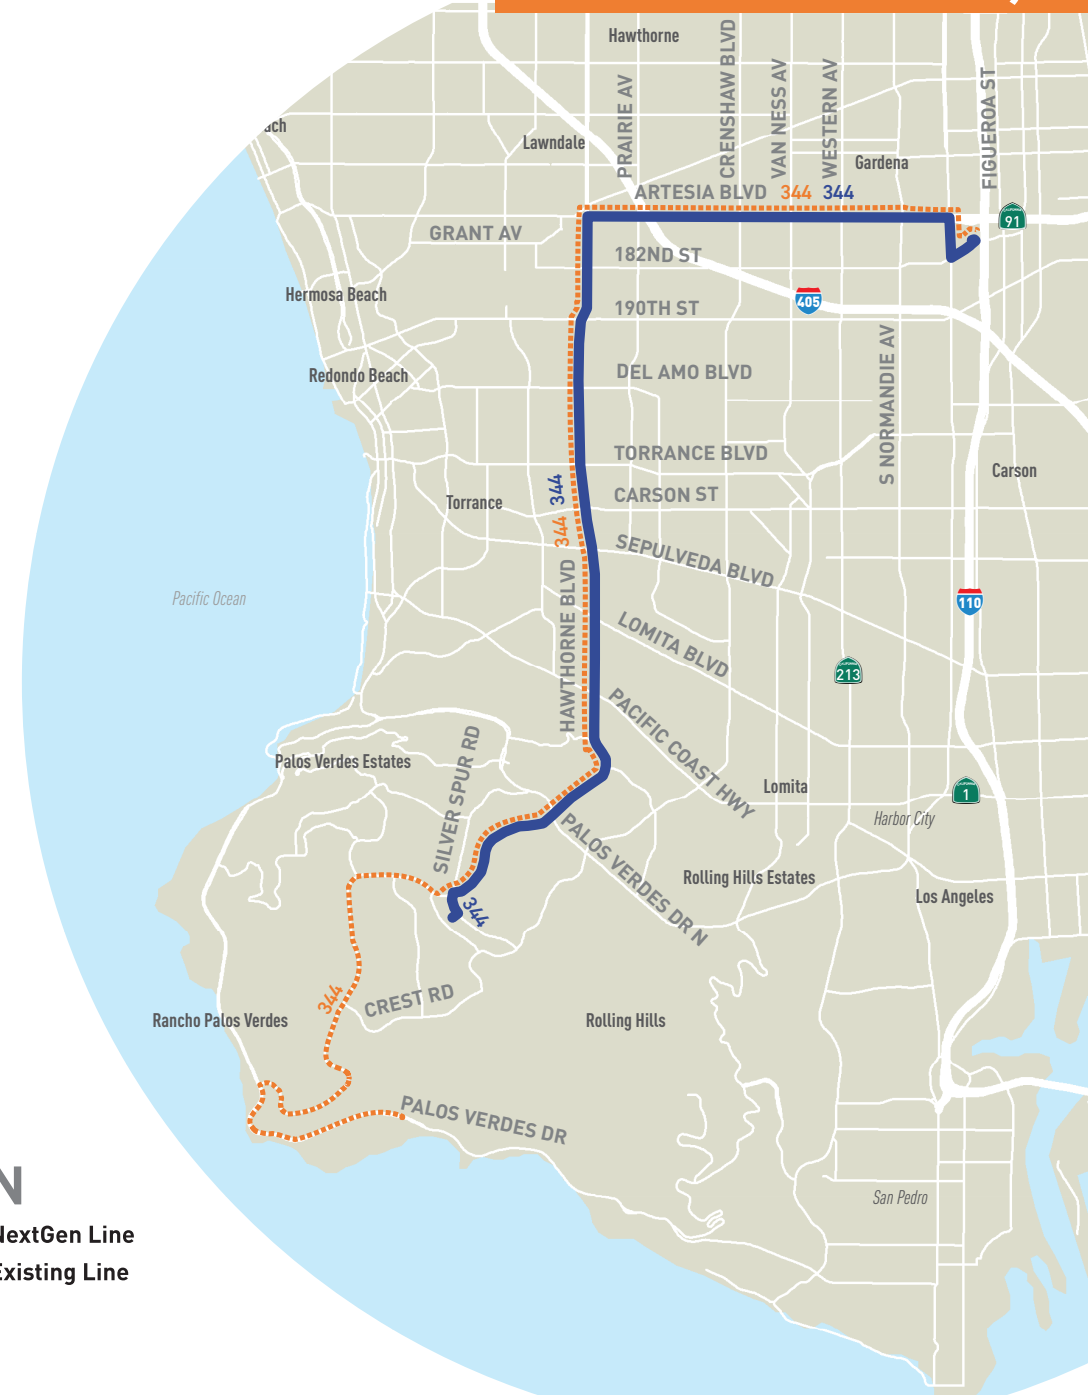 Hawthorne
PRAIRIE AV
CRENSHAW BLVD
VAN NESS AV
WESTERN AV
FIGUEROA ST
Lawndale
Gardena
ARTESIA BLVD 344 344
CALIFORNIA
91
GRANT AV
182ND ST
Hermosa Beach
405
190TH ST
S NORMANDIE AV
Redondo Beach
DEL AMO BLVD
TORRANCE BLVD
Carson
344 344
Torrance
CARSON ST
SEPULVEDA BLVD
Pacific Ocean
HAWTHORNE BLVD
110
LOMITA BLVD
CALIFORNIA
213
PACIFIC COAST HWY
SILVER SPUR RD
Palos Verdes Estates
Lomita
CALIFORNIA
1
Harbor City
PALOS VERDES DR N
Rolling Hills Estates
Los Angeles
344
344
CREST RD
Rancho Palos Verdes
Rolling Hills
PALOS VERDES DR
San Pedro
N
NextGen Line
Existing Line